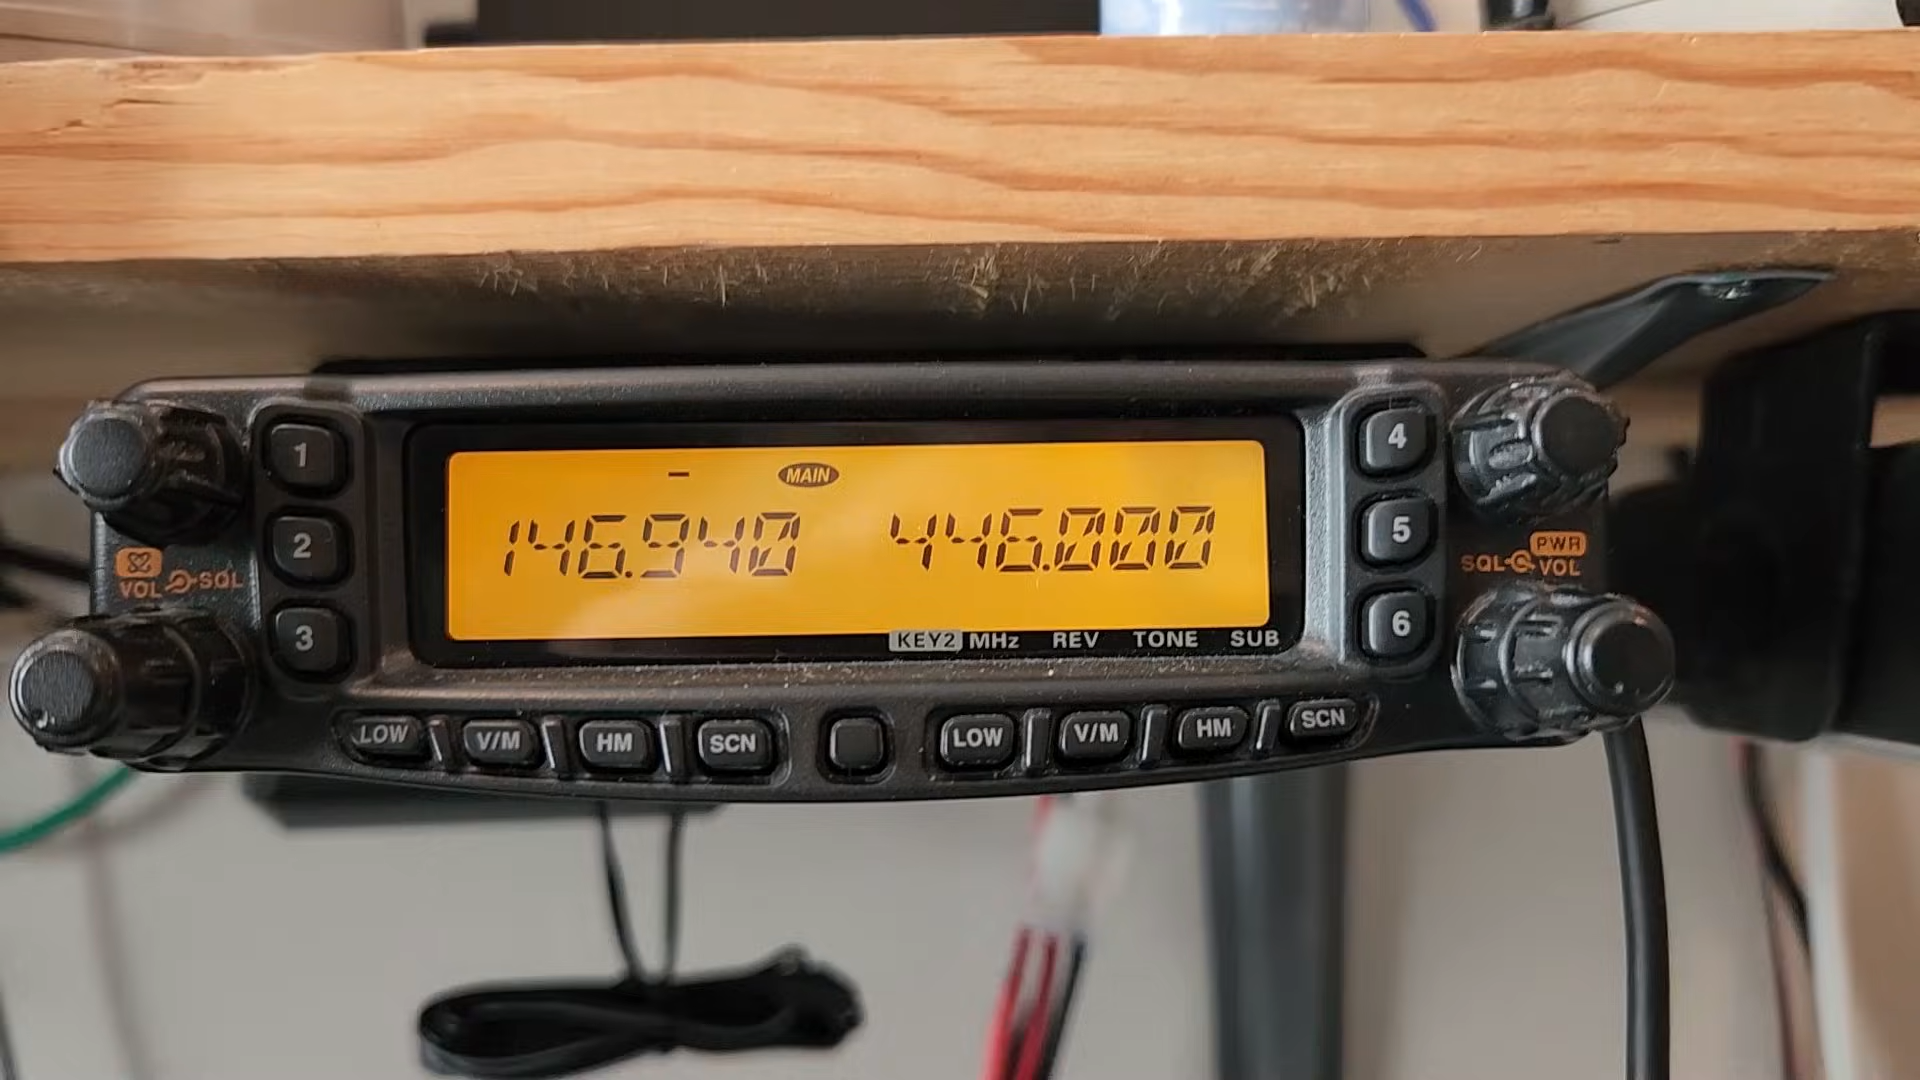 – MAIN
146.940 446.000
KEY2 MHz REV TONE SUB
1
2
3
4
5
6
VOL SQL
PWR
SQL VOL
LOW V/M HM SCN LOW V/M HM SCN